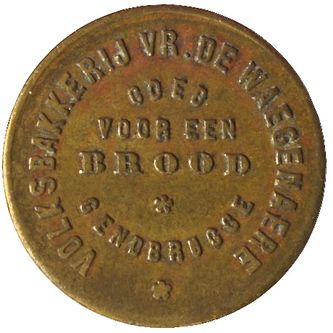 VOLKSBAKKERIJ VR. DE WAEGENAERE
GOED
VOOR EEN
BROOD
GENDBRUGGE